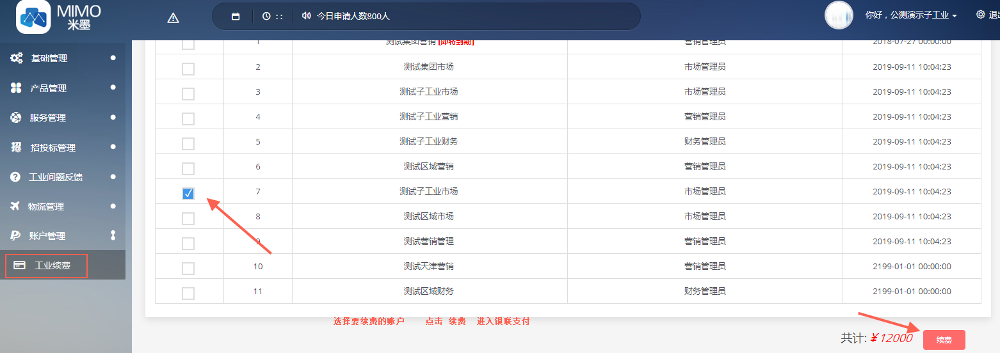 MIMO
米墨
: :
今日申请人数800人
你好，公测演示子工业
退出
基础管理
产品管理
服务管理
招投标管理
工业问题反馈
物流管理
账户管理
工业续费
1 测试集团营销 [即将到期] 营销管理员 2018-07-27 00:00:00
2 测试集团市场 市场管理员 2019-09-11 10:04:23
3 测试子工业市场 市场管理员 2019-09-11 10:04:23
4 测试子工业营销 营销管理员 2019-09-11 10:04:23
5 测试子工业财务 财务管理员 2019-09-11 10:04:23
6 测试区域营销 营销管理员 2019-09-11 10:04:23
7 测试子工业市场 市场管理员 2019-09-11 10:04:23
8 测试区域市场 市场管理员 2019-09-11 10:04:23
9 测试营销管理 营销管理员 2019-09-11 10:04:23
10 测试天津营销 营销管理员 2199-01-01 00:00:00
11 测试区域财务 财务管理员 2199-01-01 00:00:00
选择要续费的账户 点击 续费 进入银联支付
共计: ￥12000 续费